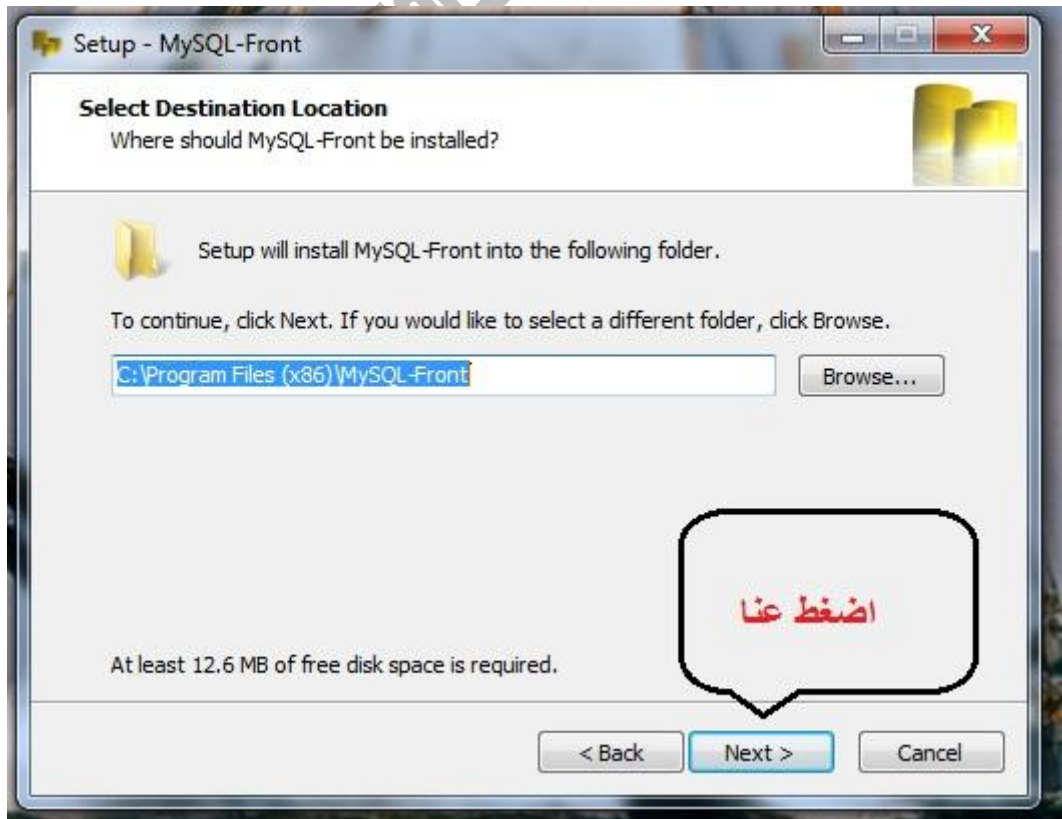 Setup - MySQL-Front
Select Destination Location
Where should MySQL-Front be installed?
Setup will install MySQL-Front into the following folder.
To continue, click Next. If you would like to select a different folder, click Browse.
C:\Program Files (x86)\MySQL-Front
Browse...
اضغط عنا
At least 12.6 MB of free disk space is required.
< Back
Next >
Cancel